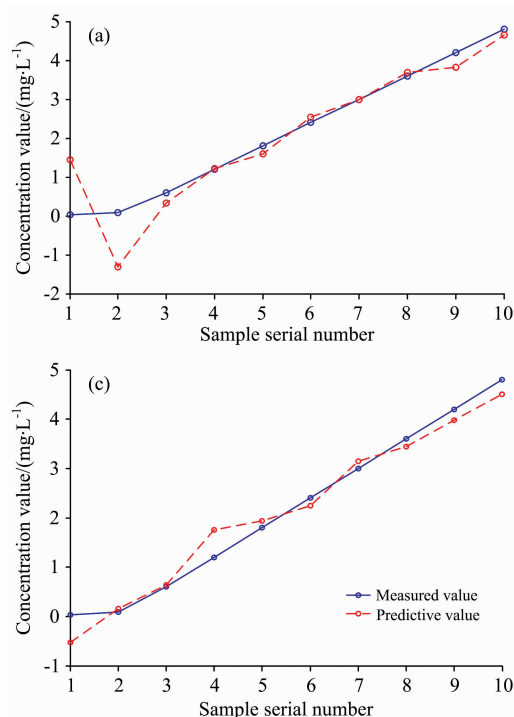 (a)
Concentration value/(mg·L⁻¹)
5
4
3
2
1
0
-1
-2
1 2 3 4 5 6 7 8 9 10
Sample serial number
(c)
Concentration value/(mg·L⁻¹)
5
4
3
2
1
0
-1
Measured value
Predictive value
1 2 3 4 5 6 7 8 9 10
Sample serial number